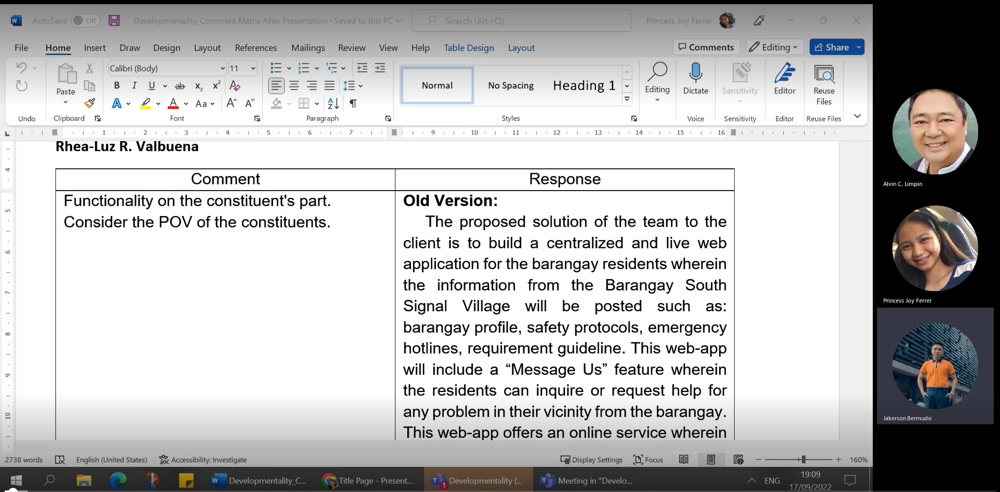 AutoSave Off Developmentality_Comment Matrix After Presentation • Saved to this PC Search (Alt+Q) Princess Joy Ferrer
File Home Insert Draw Design Layout References Mailings Review View Help Table Design Layout Comments Editing Share
Calibri (Body) 11
Paste
Normal No Spacing Heading 1
Editing Dictate Sensitivity Editor Reuse Files
Undo Clipboard Font Paragraph Styles Voice Sensitivity Editor Reuse Files
1 2 3 4 5 6 7 9 10 11 12 13 14 15 16
Rhea-Luz R. Valbuena
Comment Response
Functionality on the constituent's part.
Consider the POV of the constituents.
Old Version:
The proposed solution of the team to the
client is to build a centralized and live web
application for the barangay residents wherein
the information from the Barangay South
Signal Village will be posted such as:
barangay profile, safety protocols, emergency
hotlines, requirement guideline. This web-app
will include a “Message Us” feature wherein
the residents can inquire or request help for
any problem in their vicinity from the barangay.
This web-app offers an online service wherein
4
5
6
7
8
9
10
Alvin C. Limpin
Princess Joy Ferrer
Jakerson Bermudo
2738 words English (United States) Accessibility: Investigate Display Settings Focus 160%
Developmentality_C... Title Page - Present... 1 Developmentality (... Meeting in "Develo... ENG 19:09
17/09/2022